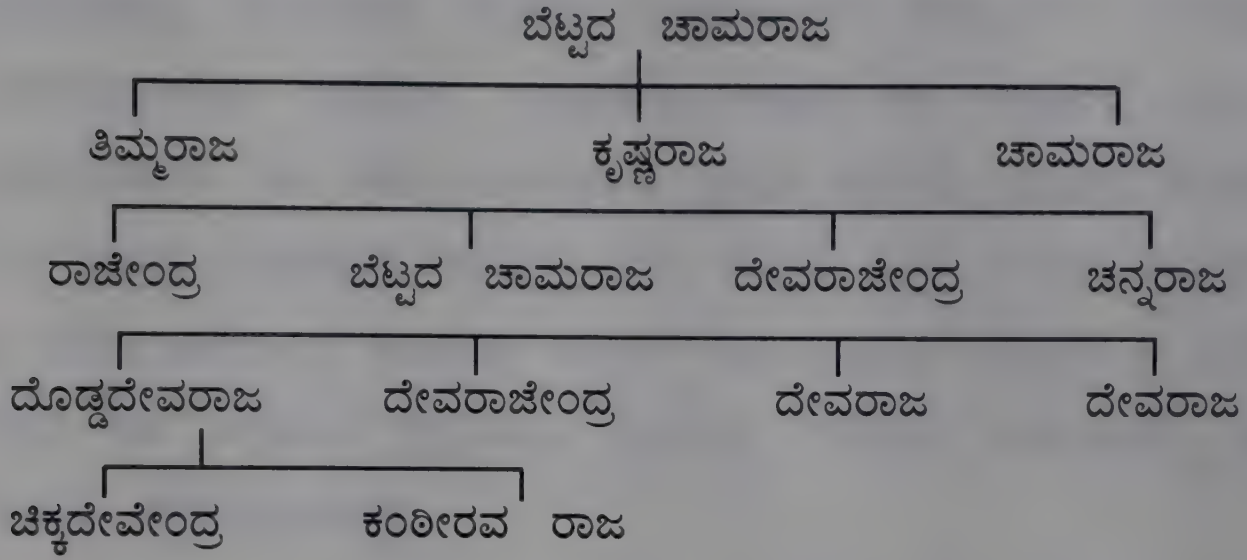 ಬೆಟ್ಟದ ಚಾಮರಾಜ
ತಿಮ್ಮರಾಜ ಕೃಷ್ಣರಾಜ ಚಾಮರಾಜ
ರಾಜೇಂದ್ರ ಬೆಟ್ಟದ ಚಾಮರಾಜ ದೇವರಾಜೇಂದ್ರ ಚನ್ನರಾಜ
ದೊಡ್ಡದೇವರಾಜ ದೇವರಾಜೇಂದ್ರ ದೇವರಾಜ ದೇವರಾಜ
ಚಿಕ್ಕದೇವೇಂದ್ರ ಕಂಠೀರವ ರಾಜ